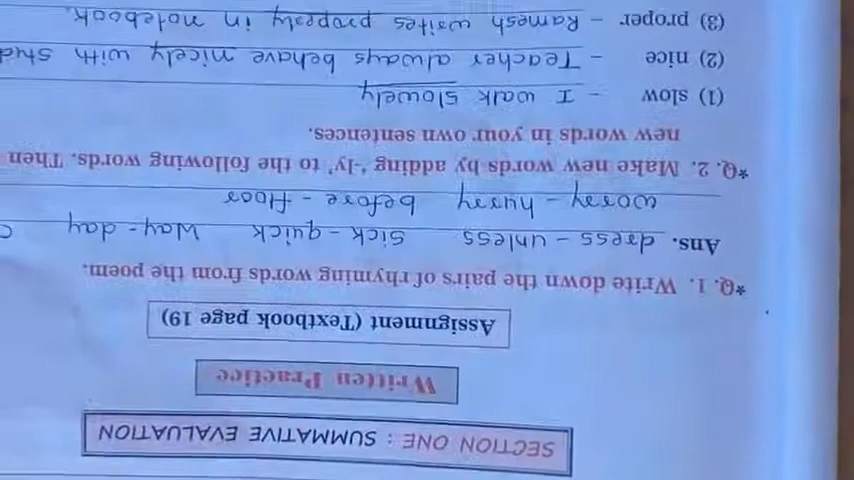 SECTION ONE : SUMMATIVE EVALUATION
Written Practice
Assignment (Textbook page 19)
*Q. 1. Write down the pairs of rhyming words from the poem.
Ans. dress - unless sick - quick way - day
worry - hurry before - floor
*Q. 2. Make new words by adding '-ly' to the following words. Then
new words in your own sentences.
(1) slow - I walk slowely
(2) nice - Teacher always behave nicely with
(3) proper - Ramesh writes properly in notebook.